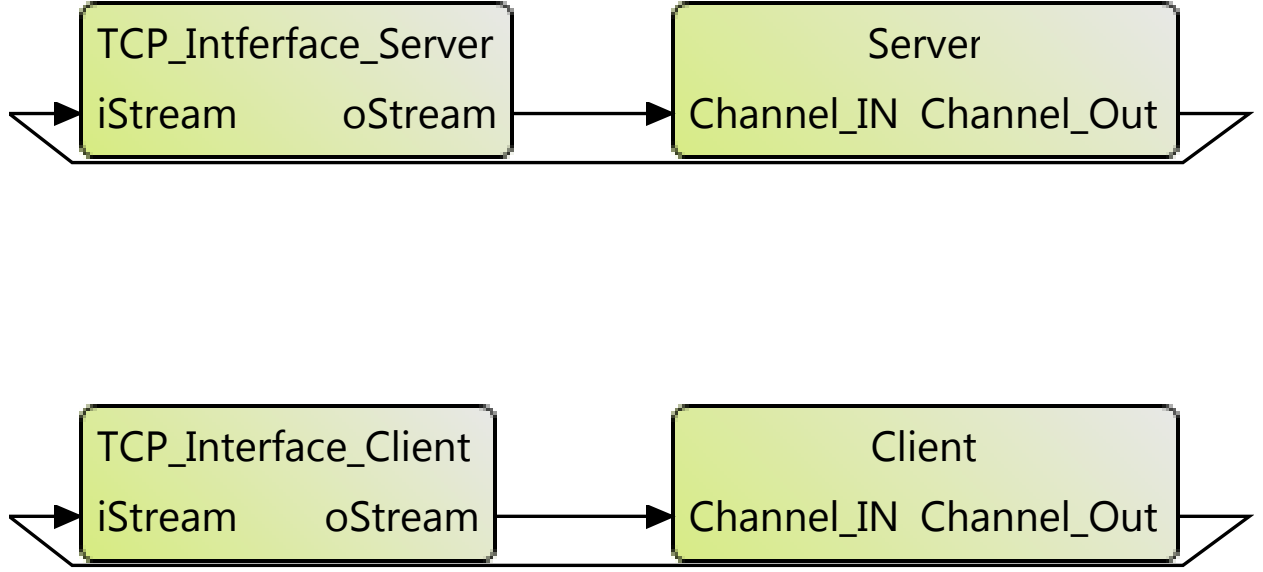 TCP_Intferface_Server
Server
iStream oStream
Channel_IN Channel_Out
TCP_Interface_Client
Client
iStream oStream
Channel_IN Channel_Out